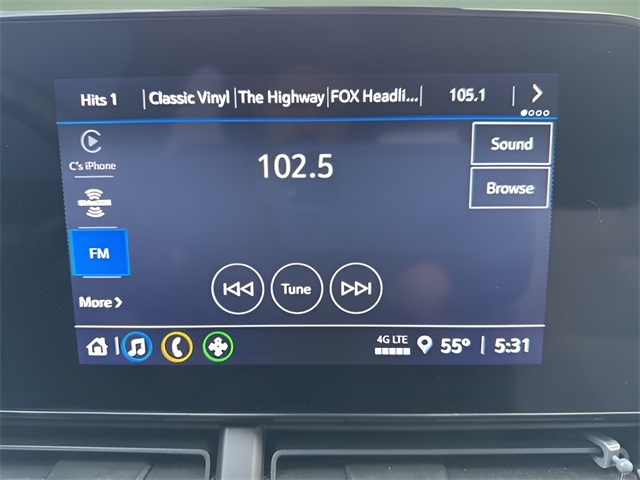 Hits 1 | Classic Vinyl | The Highway | FOX Headli... | 105.1 | >
C's iPhone
102.5
Sound
Browse
FM
More >
Tune
4G LTE
55° | 5:31